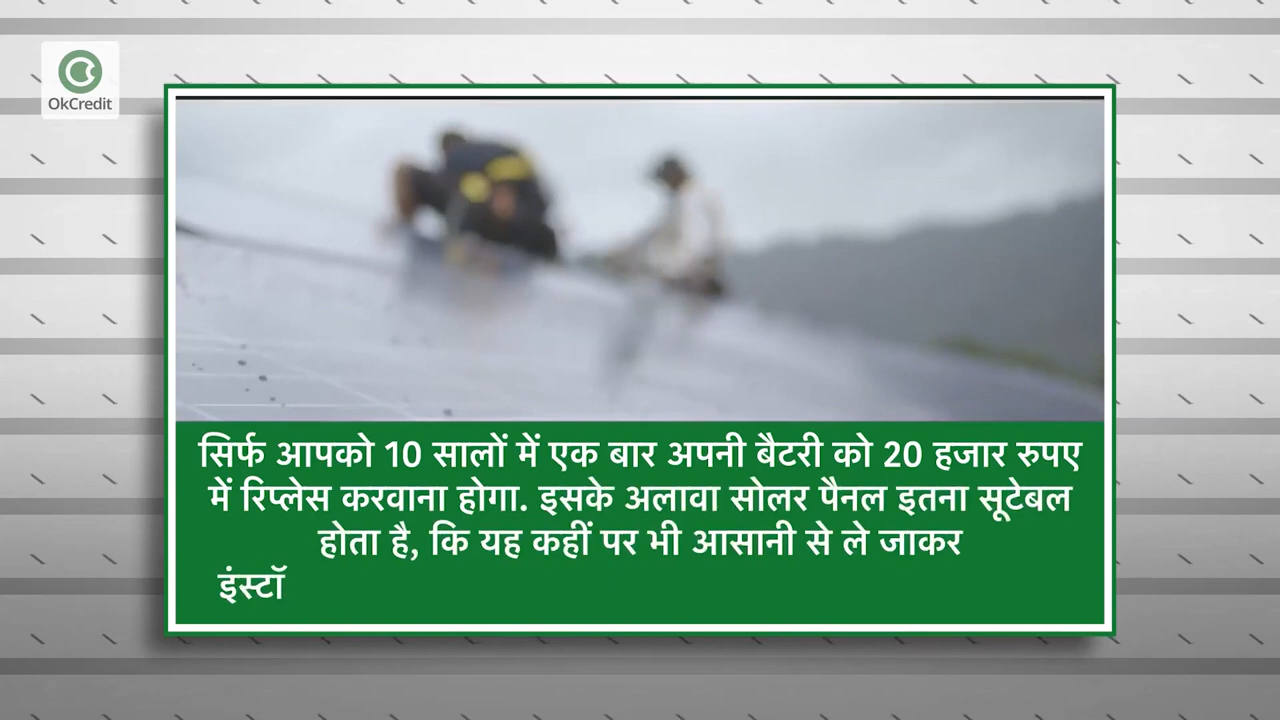 OkCredit
सिर्फ आपको 10 सालों में एक बार अपनी बैटरी को 20 हजार रुपए
में रिप्लेस करवाना होगा. इसके अलावा सोलर पैनल इतना सूटेबल
होता है, कि यह कहीं पर भी आसानी से ले जाकर
इंस्टॉ